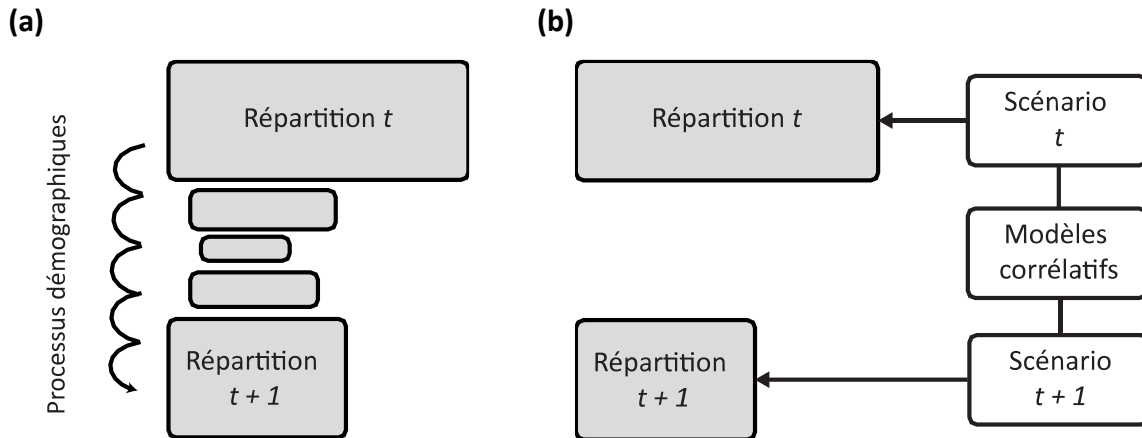 (a)
Processus démographiques
Répartition t
Répartition
t + 1
(b)
Répartition t
Scénario
t
Modèles
corrélatifs
Répartition
t + 1
Scénario
t + 1